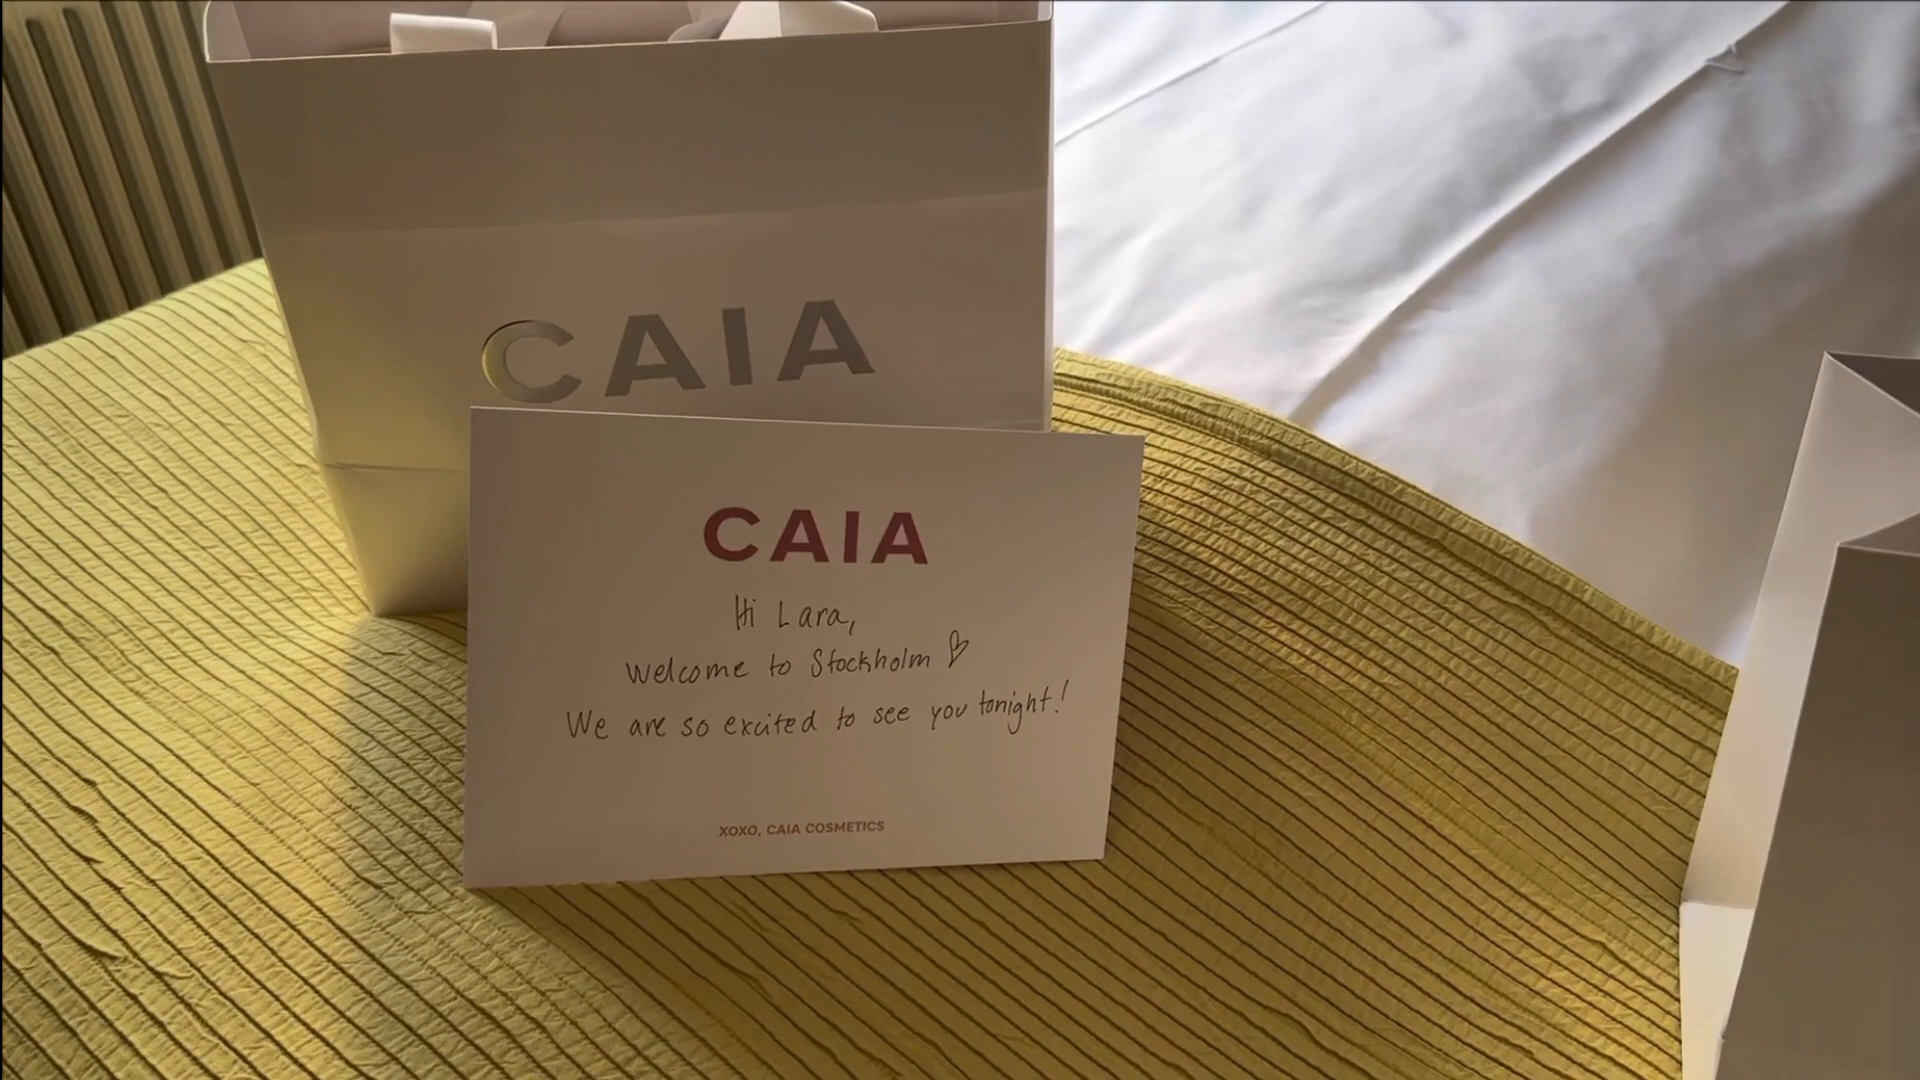 CAIA
CAIA
Hi Lara,
Welcome to Stockholm ♡
We are so excited to see you tonight!
XOXO, CAIA COSMETICS